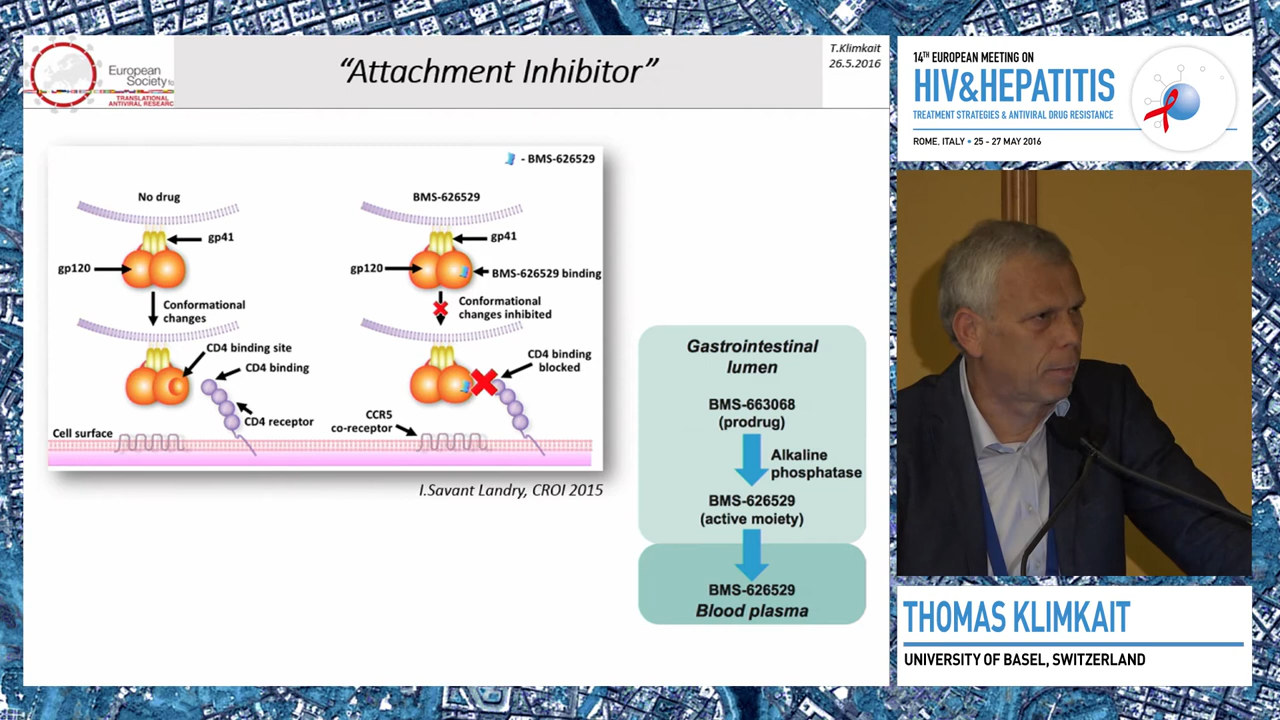 European
Society fo
TRANSLATIONAL
ANTIVIRAL RESEARC
"Attachment Inhibitor"
T.Klimkait
26.5.2016
- BMS-626529
No drug
gp41
gp120
Conformational
changes
CD4 binding site
CD4 binding
CD4 receptor
Cell surface
BMS-626529
gp41
gp120
BMS-626529 binding
Conformational
changes inhibited
CD4 binding
blocked
CCR5
co-receptor
I.Savant Landry, CROI 2015
Gastrointestinal
lumen
BMS-663068
(prodrug)
Alkaline
phosphatase
BMS-626529
(active moiety)
BMS-626529
Blood plasma
14TH EUROPEAN MEETING ON
HIV&HEPATITIS
TREATMENT STRATEGIES & ANTIVIRAL DRUG RESISTANCE
ROME, ITALY • 25 - 27 MAY 2016
THOMAS KLIMKAIT
UNIVERSITY OF BASEL, SWITZERLAND